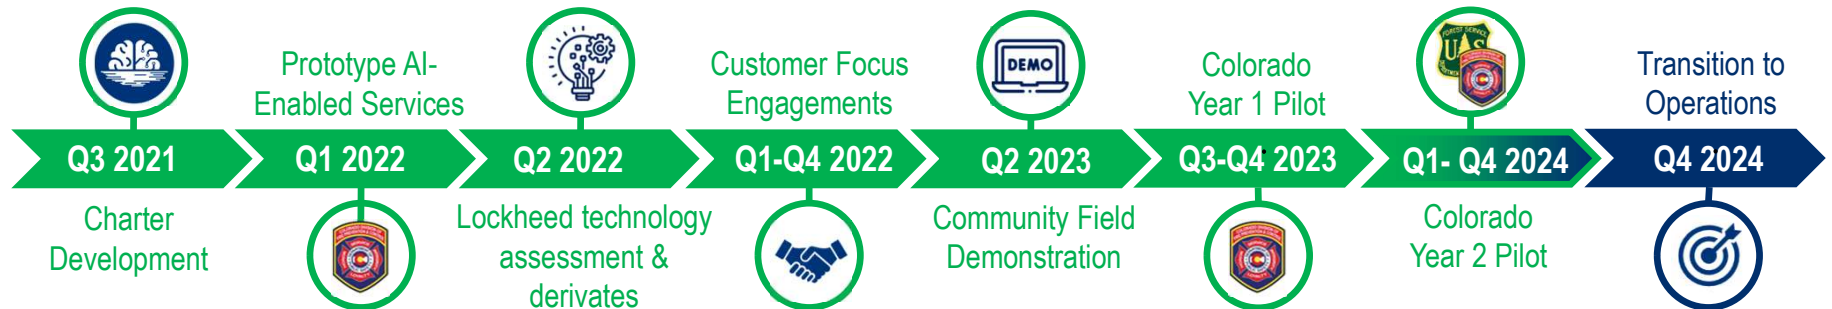 Prototype AI-
Enabled Services
Customer Focus
Engagements
DEMO
Colorado
Year 1 Pilot
FOREST SERVICE
U S
Transition to
Operations
Q3 2021
Q1 2022
Q2 2022
Q1-Q4 2022
Q2 2023
Q3-Q4 2023
Q1- Q4 2024
Q4 2024
Charter
Development
Lockheed technology
assessment &
derivates
Community Field
Demonstration
Colorado
Year 2 Pilot